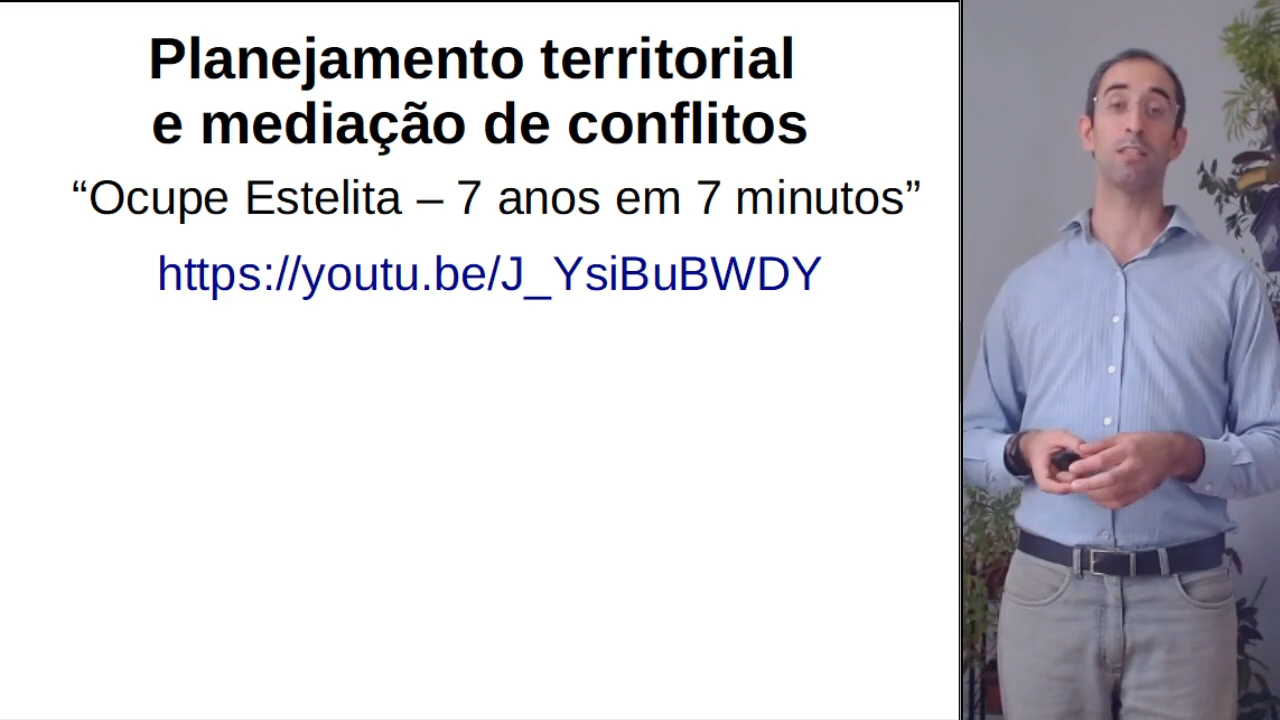 Planejamento territorial
e mediação de conflitos
“Ocupe Estelita – 7 anos em 7 minutos”
https://youtu.be/J_YsiBuBWDY